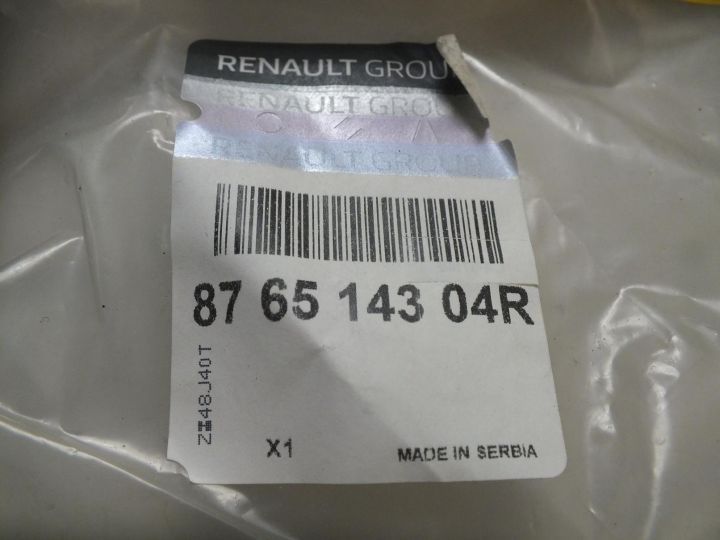 RENAULT GROUP
RENAULT GROUP
RENAULT GROUP
87 65 143 04R
X1
MADE IN SERBIA